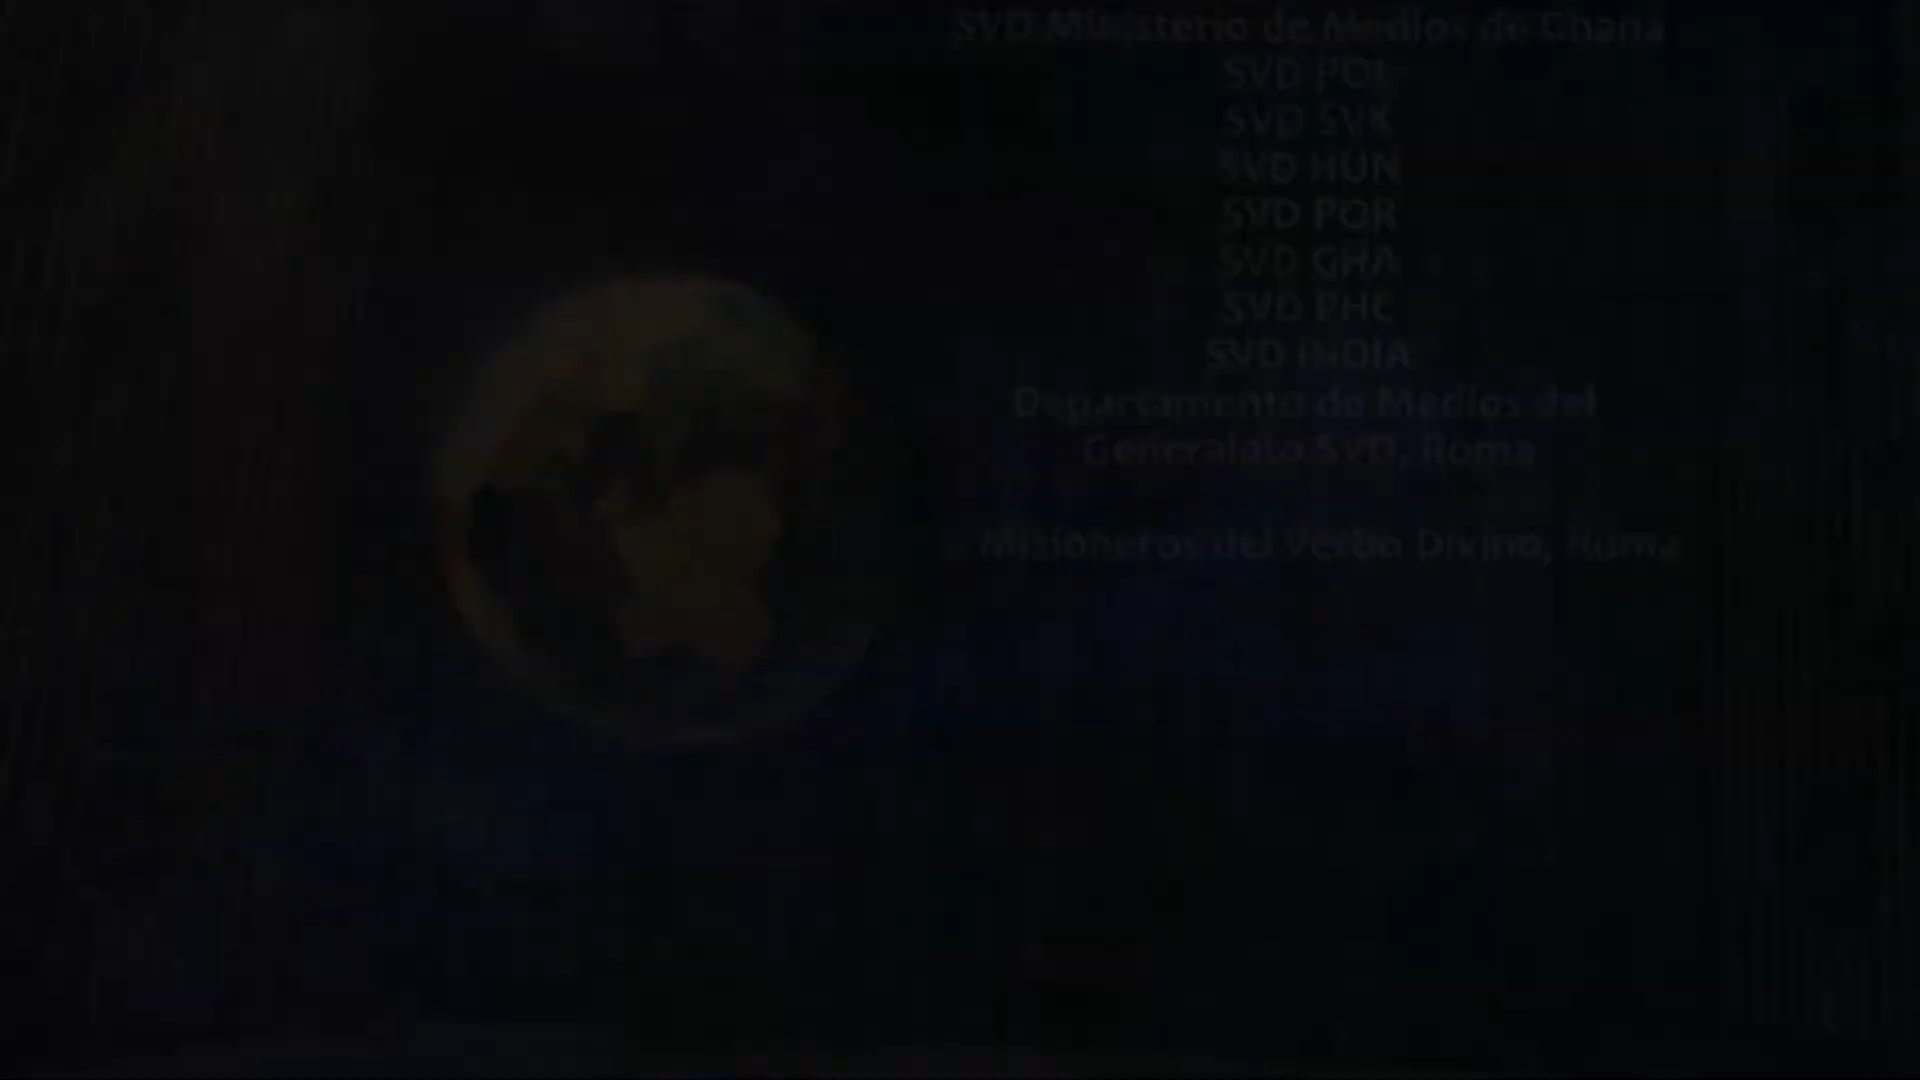 SVD Ministerio de Medios de Ghana
SVD POL
SVD SVK
SVD HUN
SVD POR
SVD GHA
SVD PHC
SVD INDIA
Departamento de Medios del
Generalato SVD, Roma
Misioneros del Verbo Divino, Roma